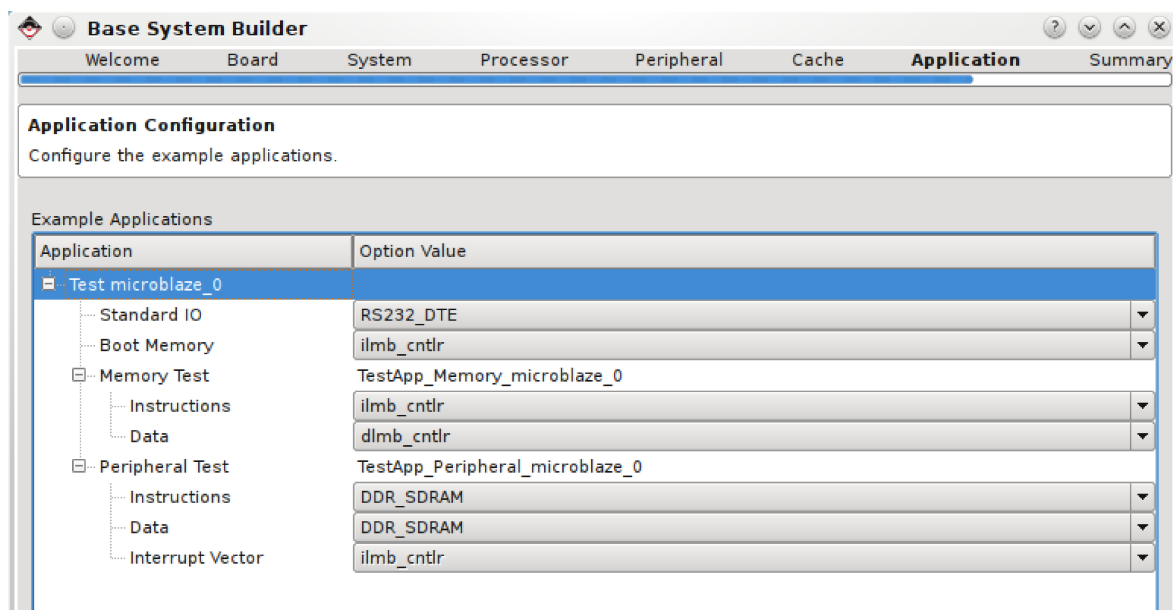 Base System Builder
Welcome Board System Processor Peripheral Cache Application Summary
Application Configuration
Configure the example applications.
Example Applications
Application Option Value
Test microblaze_0
Standard IO RS232_DTE
Boot Memory ilmb_cntlr
Memory Test TestApp_Memory_microblaze_0
Instructions ilmb_cntlr
Data dlmb_cntlr
Peripheral Test TestApp_Peripheral_microblaze_0
Instructions DDR_SDRAM
Data DDR_SDRAM
Interrupt Vector ilmb_cntlr